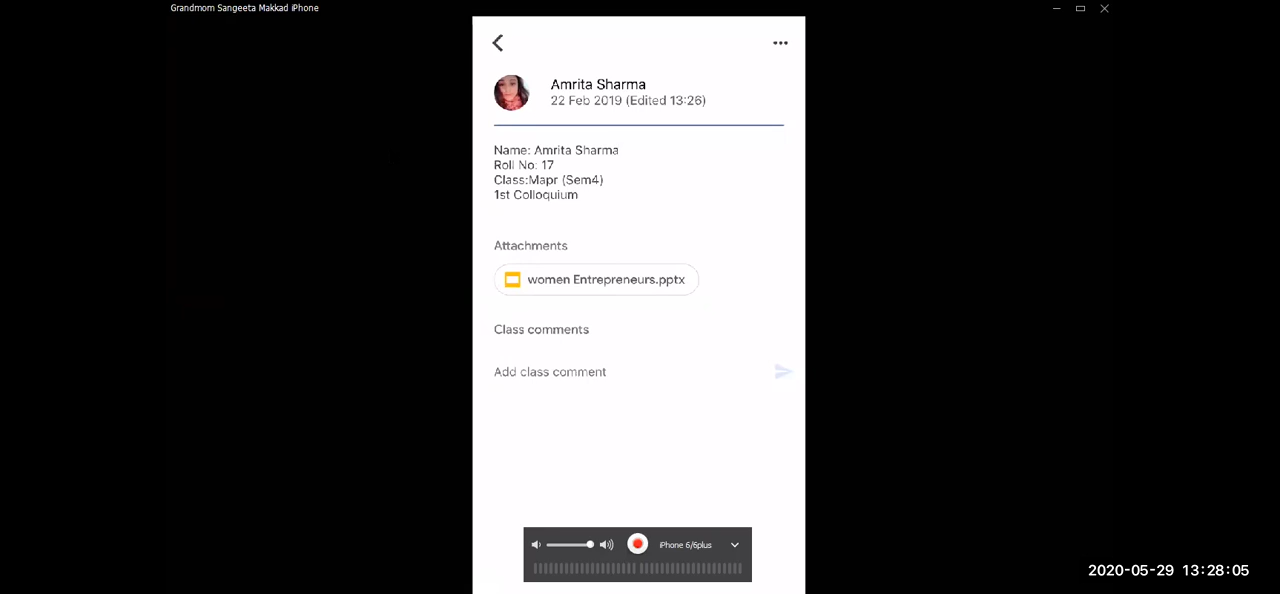 Grandmom Sangeeta Makkad iPhone
Amrita Sharma
22 Feb 2019 (Edited 13:26)
Name: Amrita Sharma
Roll No: 17
Class:Mapr (Sem4)
1st Colloquium
Attachments
women Entrepreneurs.pptx
Class comments
Add class comment
iPhone 6/6plus
2020-05-29 13:28:05